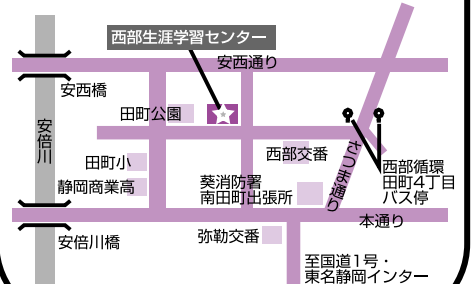 西部生涯学習センター
安西通り
安西橋
田町公園
安倍川
西部交番
さつま通り
田町小
静岡商業高
西部循環
田町4丁目
バス停
葵消防署
南田町出張所
本通り
安倍川橋
弥勒交番
至国道1号・
東名静岡インター